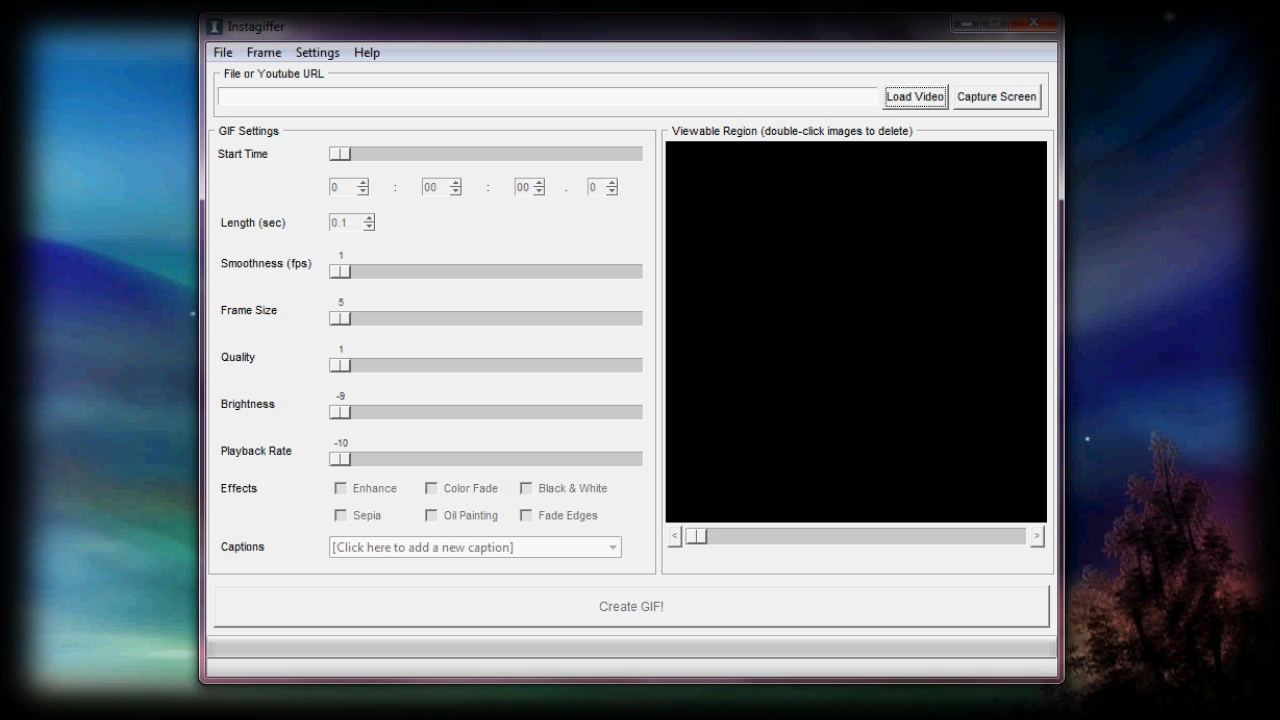 Instagiffer
File Frame Settings Help
File or Youtube URL
Load Video Capture Screen
GIF Settings
Start Time
0 : 00 : 00 . 0
Length (sec) 0.1
1
Smoothness (fps)
5
Frame Size
1
Quality
-9
Brightness
-10
Playback Rate
Effects Enhance Color Fade Black & White
Sepia Oil Painting Fade Edges
Captions [Click here to add a new caption]
Viewable Region (double-click images to delete)
< >
Create GIF!